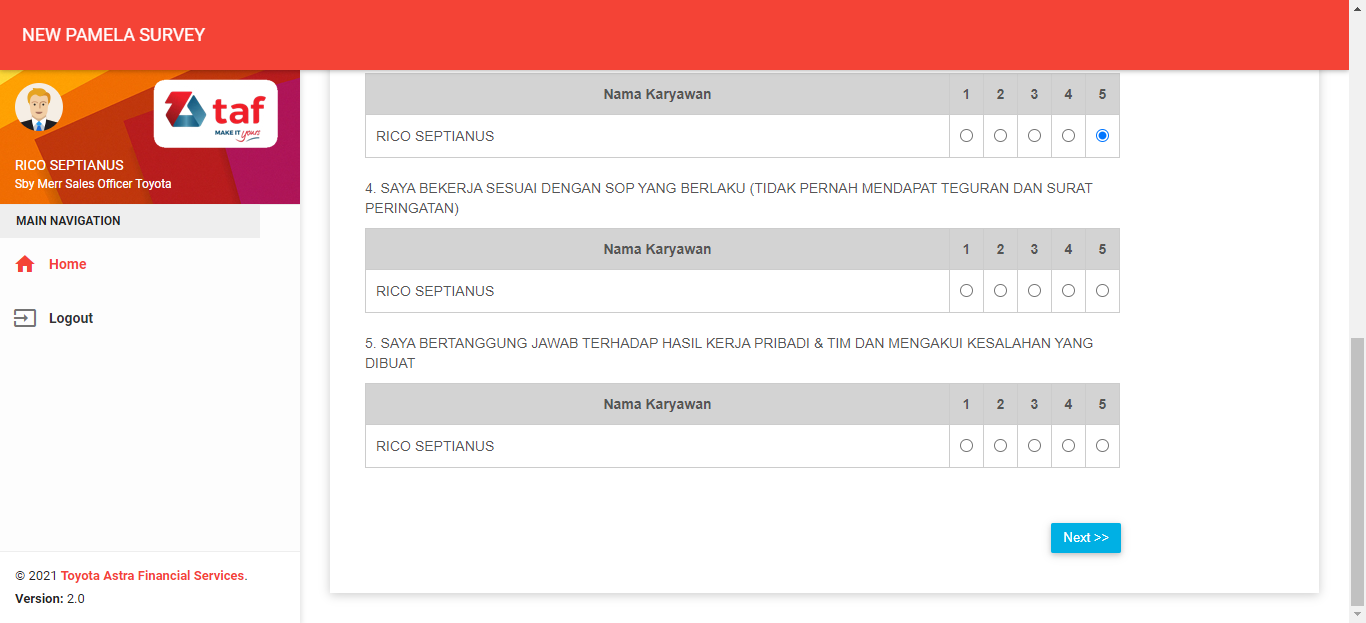 NEW PAMELA SURVEY
taf
MAKE IT yours
RICO SEPTIANUS
Sby Merr Sales Officer Toyota
MAIN NAVIGATION
Home
Logout
© 2021 Toyota Astra Financial Services.
Version: 2.0
Nama Karyawan 1 2 3 4 5
RICO SEPTIANUS
4. SAYA BEKERJA SESUAI DENGAN SOP YANG BERLAKU (TIDAK PERNAH MENDAPAT TEGURAN DAN SURAT
PERINGATAN)
Nama Karyawan 1 2 3 4 5
RICO SEPTIANUS
5. SAYA BERTANGGUNG JAWAB TERHADAP HASIL KERJA PRIBADI & TIM DAN MENGAKUI KESALAHAN YANG
DIBUAT
Nama Karyawan 1 2 3 4 5
RICO SEPTIANUS
Next >>